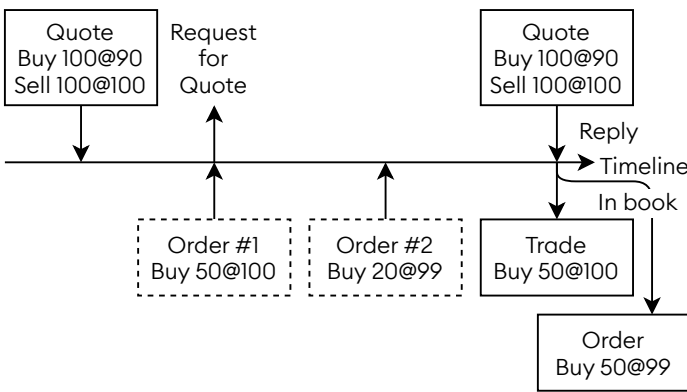 Quote
Buy 100@90
Sell 100@100
Request
for
Quote
Quote
Buy 100@90
Sell 100@100
Reply
Timeline
In book
Order #1
Buy 50@100
Order #2
Buy 20@99
Trade
Buy 50@100
Order
Buy 50@99